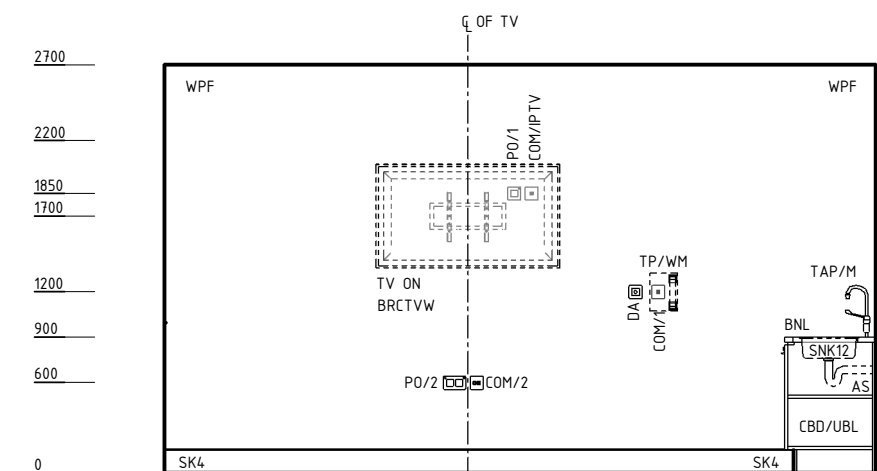 ℄ OF TV
2700
WPF
WPF
2200
PO/1
COM/IPTV
1850
1700
TP/WM
TAP/M
1200
TV ON
BRCTVW
DA
COM/1
900
BNL
SNK12
600
PO/2
COM/2
AS
CBD/UBL
0
SK4
SK4